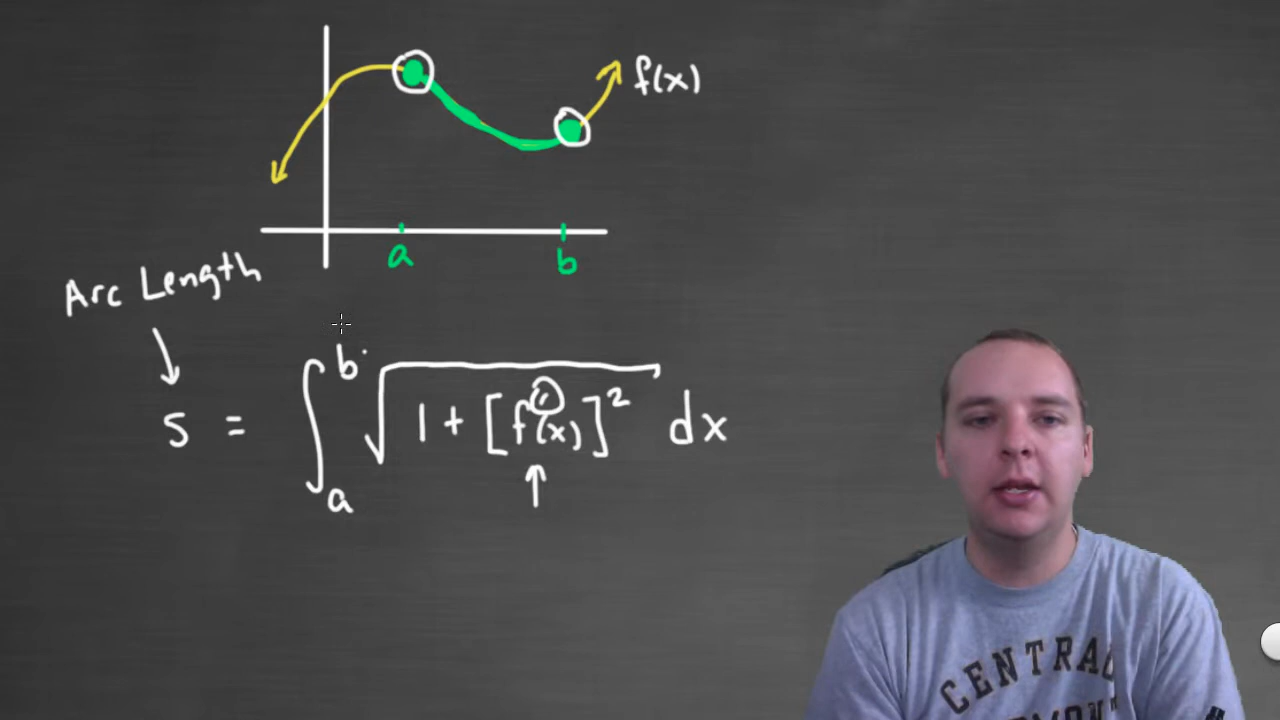 f(x)
a b
Arc Length
s = ∫ₐᵇ √(1 + [f'(x)]²) dx
CENTRAL